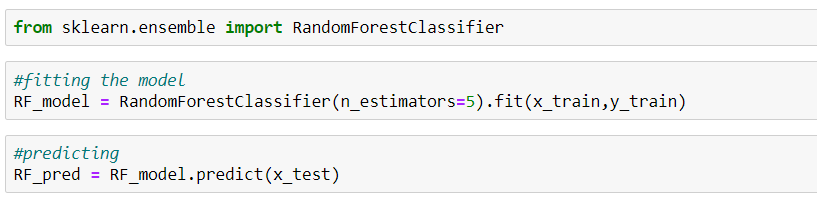 from sklearn.ensemble import RandomForestClassifier
#fitting the model
RF_model = RandomForestClassifier(n_estimators=5).fit(x_train,y_train)
#predicting
RF_pred = RF_model.predict(x_test)